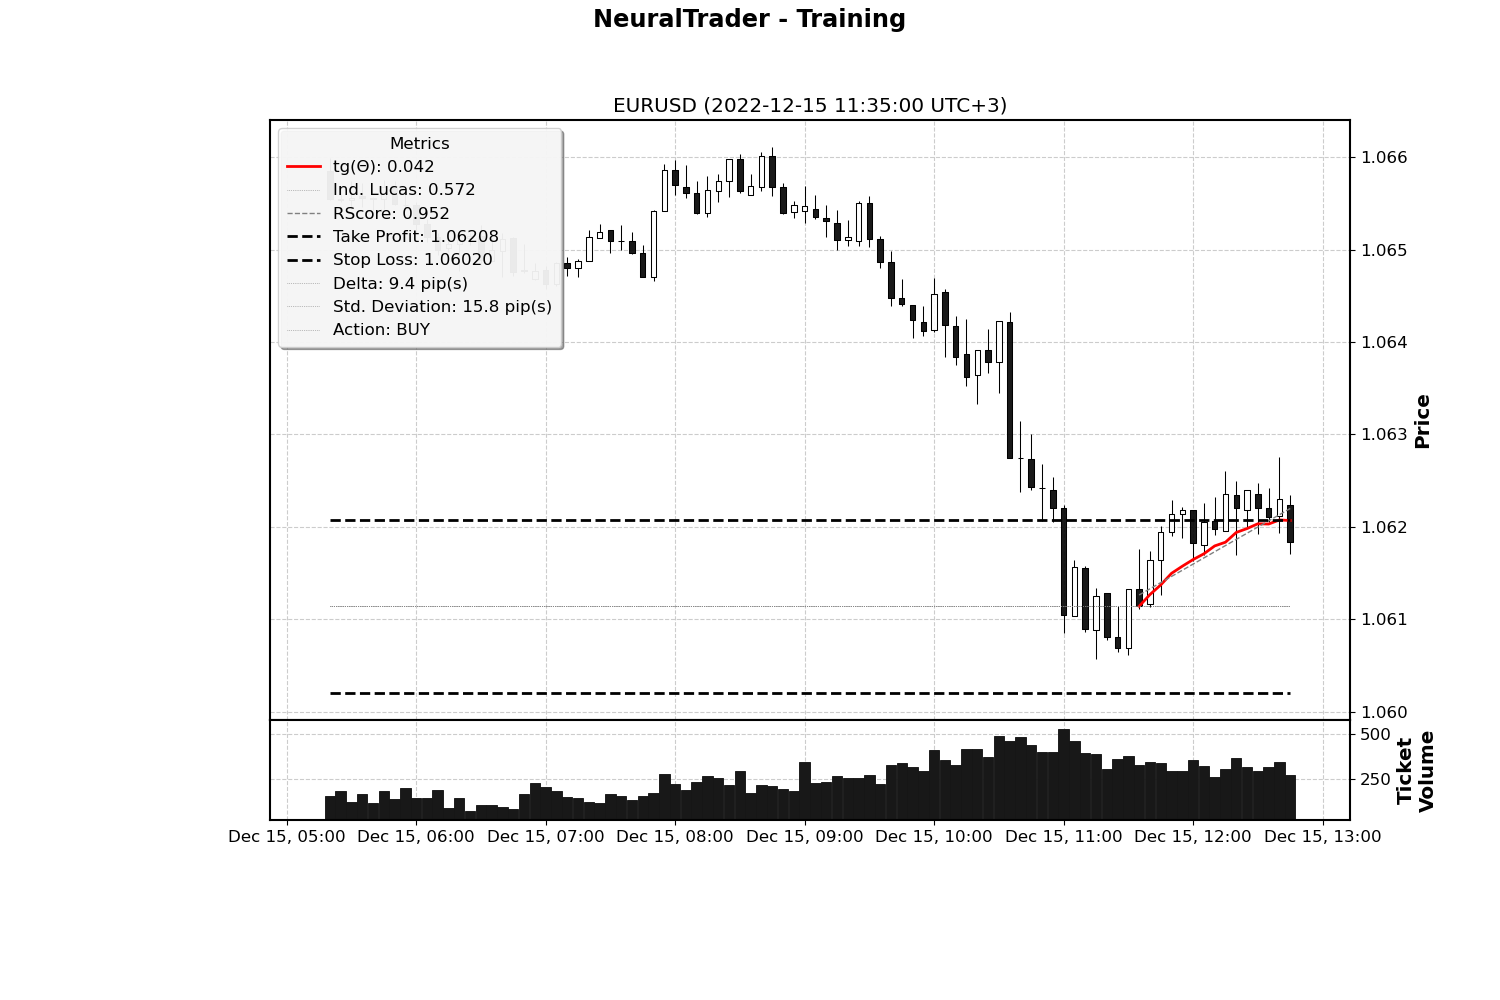 NeuralTrader - Training
EURUSD (2022-12-15 11:35:00 UTC+3)
Metrics
tg(Θ): 0.042
Ind. Lucas: 0.572
RScore: 0.952
Take Profit: 1.06208
Stop Loss: 1.06020
Delta: 9.4 pip(s)
Std. Deviation: 15.8 pip(s)
Action: BUY
1.066
1.065
1.064
1.063
1.062
1.061
1.060
Price
500
250
Ticket
Volume
Dec 15, 05:00 Dec 15, 06:00 Dec 15, 07:00 Dec 15, 08:00 Dec 15, 09:00 Dec 15, 10:00 Dec 15, 11:00 Dec 15, 12:00 Dec 15, 13:00